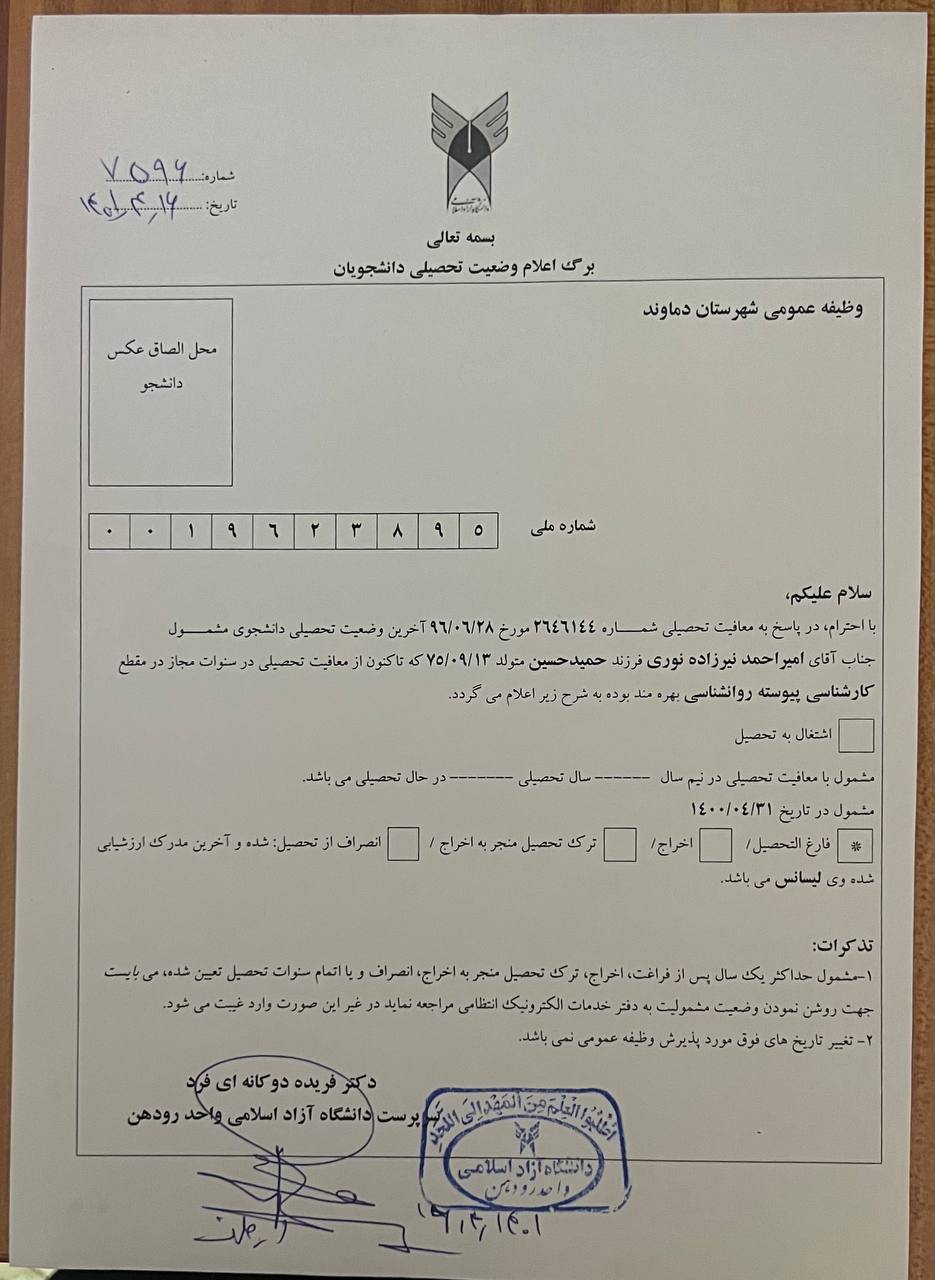 شماره: ۷۵۹۶
تاریخ: ۱۴۰۱٫۴٫۱۶
دانشگاه آزاد اسلامی
بسمه تعالی
برگ اعلام وضعیت تحصیلی دانشجویان
وظیفه عمومی شهرستان دماوند
محل الصاق عکس
دانشجو
شماره ملی ۰ ۰ ۱ ۹ ۶ ۲ ۳ ۸ ۹ ۵
سلام علیکم،
با احترام، در پاسخ به معافیت تحصیلی شمــــاره ۲۶۴۶۱۴۴ مورخ ۹۶/۰۶/۲۸ آخرین وضعیت تحصیلی دانشجوی مشمـــــول
جناب آقای امیراحمد نیرزاده نوری فرزند حمیدحسین متولد ۷۵/۰۹/۱۳ که تاکنون از معافیت تحصیلی در سنوات مجاز در مقطع
کارشناسی پیوسته روانشناسی بهره مند بوده به شرح زیر اعلام می گردد.
اشتغال به تحصیل
مشمول با معافیت تحصیلی در نیم سال ------ سال تحصیلی ------- در حال تحصیلی می باشد.
مشمول در تاریخ ۱۴۰۰/۰۴/۳۱
* فارغ التحصیل/ اخراج/ ترک تحصیل منجر به اخراج / انصراف از تحصیل: شده و آخرین مدرک ارزشیابی
شده وی لیسانس می باشد.
تذکرات:
۱-مشمول حداکثر یک سال پس از فراغت، اخراج، ترک تحصیل منجر به اخراج، انصراف و یا اتمام سنوات تحصیل تعیین شده، می بایست
جهت روشن نمودن وضعیت مشمولیت به دفتر خدمات الکترونیک انتظامی مراجعه نماید در غیر این صورت وارد غیبت می شود.
۲- تغییر تاریخ های فوق مورد پذیرش وظیفه عمومی نمی باشد.
دکتر فریده دوکانه ای فرد
سرپرست دانشگاه آزاد اسلامی واحد رودهن
اطلبوا العلم من المهد الی اللحد
دانشگاه آزاد اسلامی
واحد رودهن